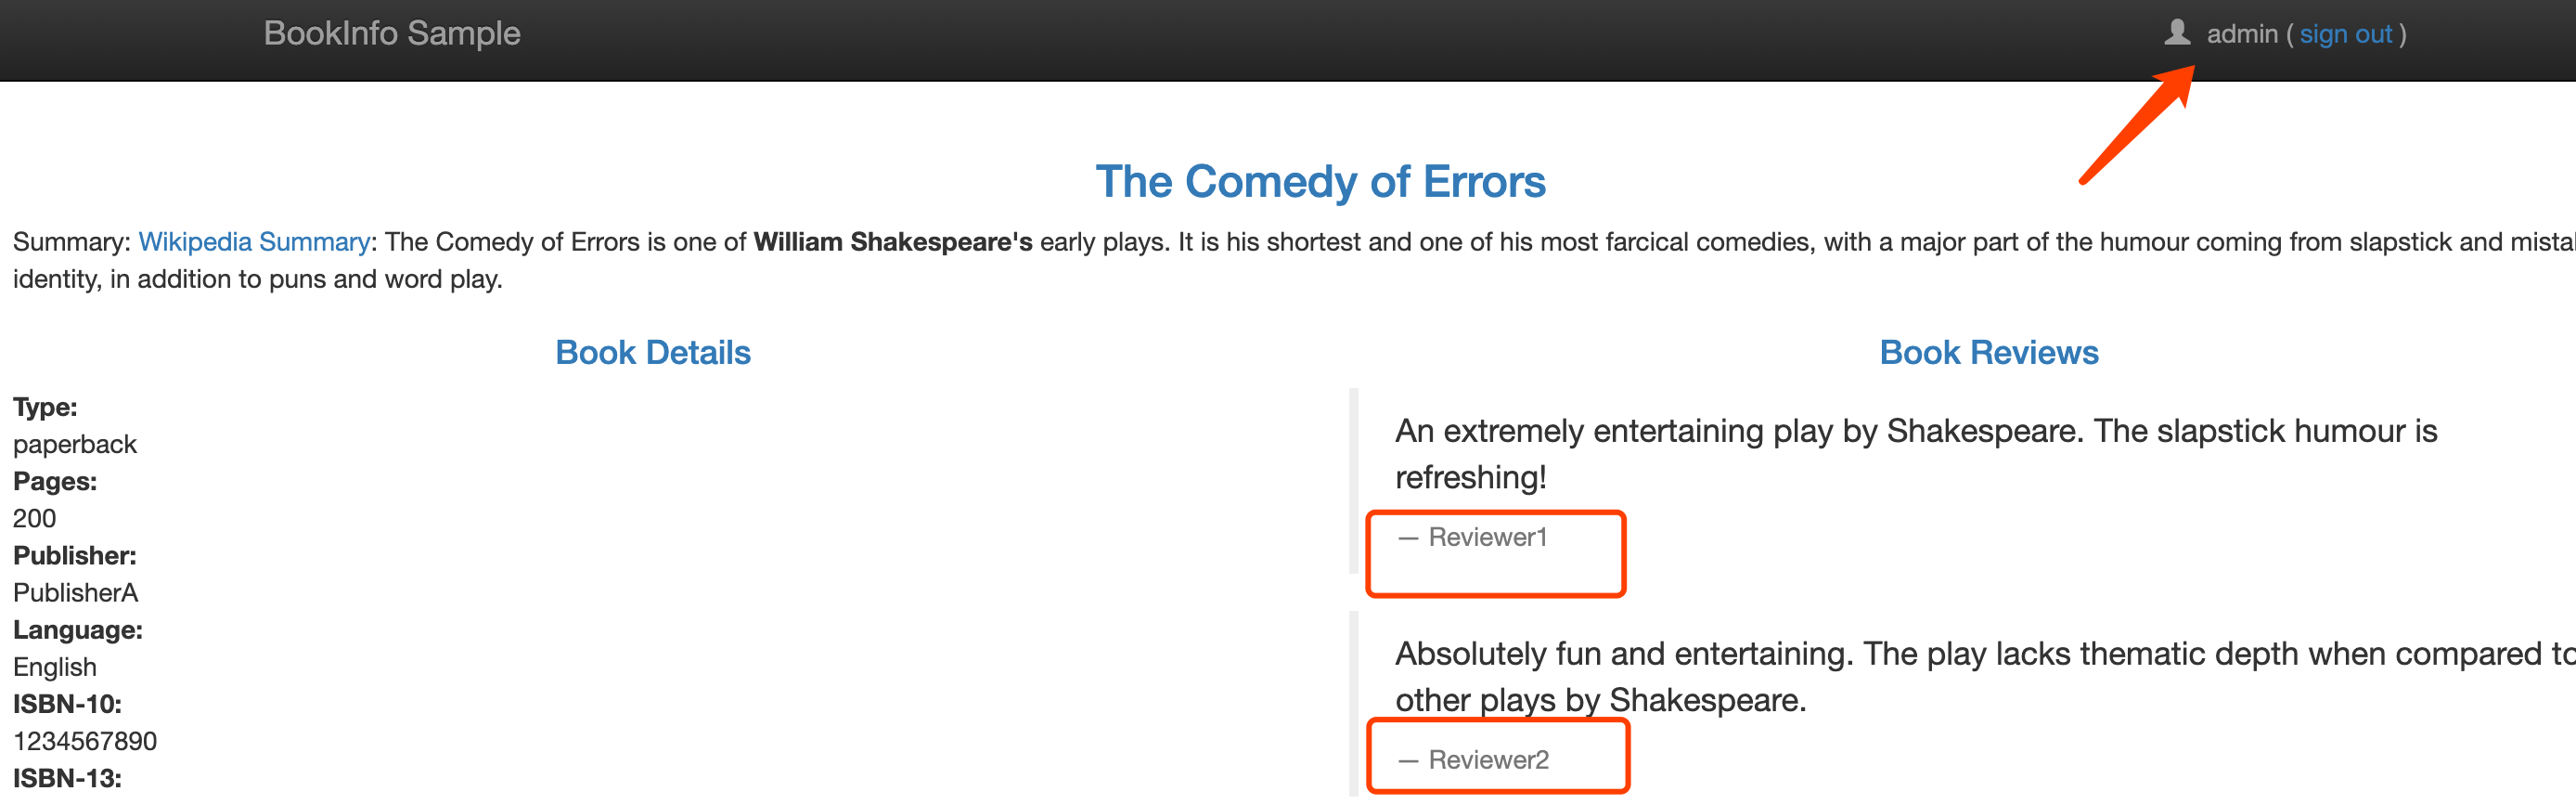 BookInfo Sample
admin ( sign out )
The Comedy of Errors
Summary: Wikipedia Summary: The Comedy of Errors is one of William Shakespeare's early plays. It is his shortest and one of his most farcical comedies, with a major part of the humour coming from slapstick and
identity, in addition to puns and word play.
Book Details
Type:
paperback
Pages:
200
Publisher:
PublisherA
Language:
English
ISBN-10:
1234567890
ISBN-13:
Book Reviews
An extremely entertaining play by Shakespeare. The slapstick humour is
refreshing!
— Reviewer1
Absolutely fun and entertaining. The play lacks thematic depth when compared to
other plays by Shakespeare.
— Reviewer2